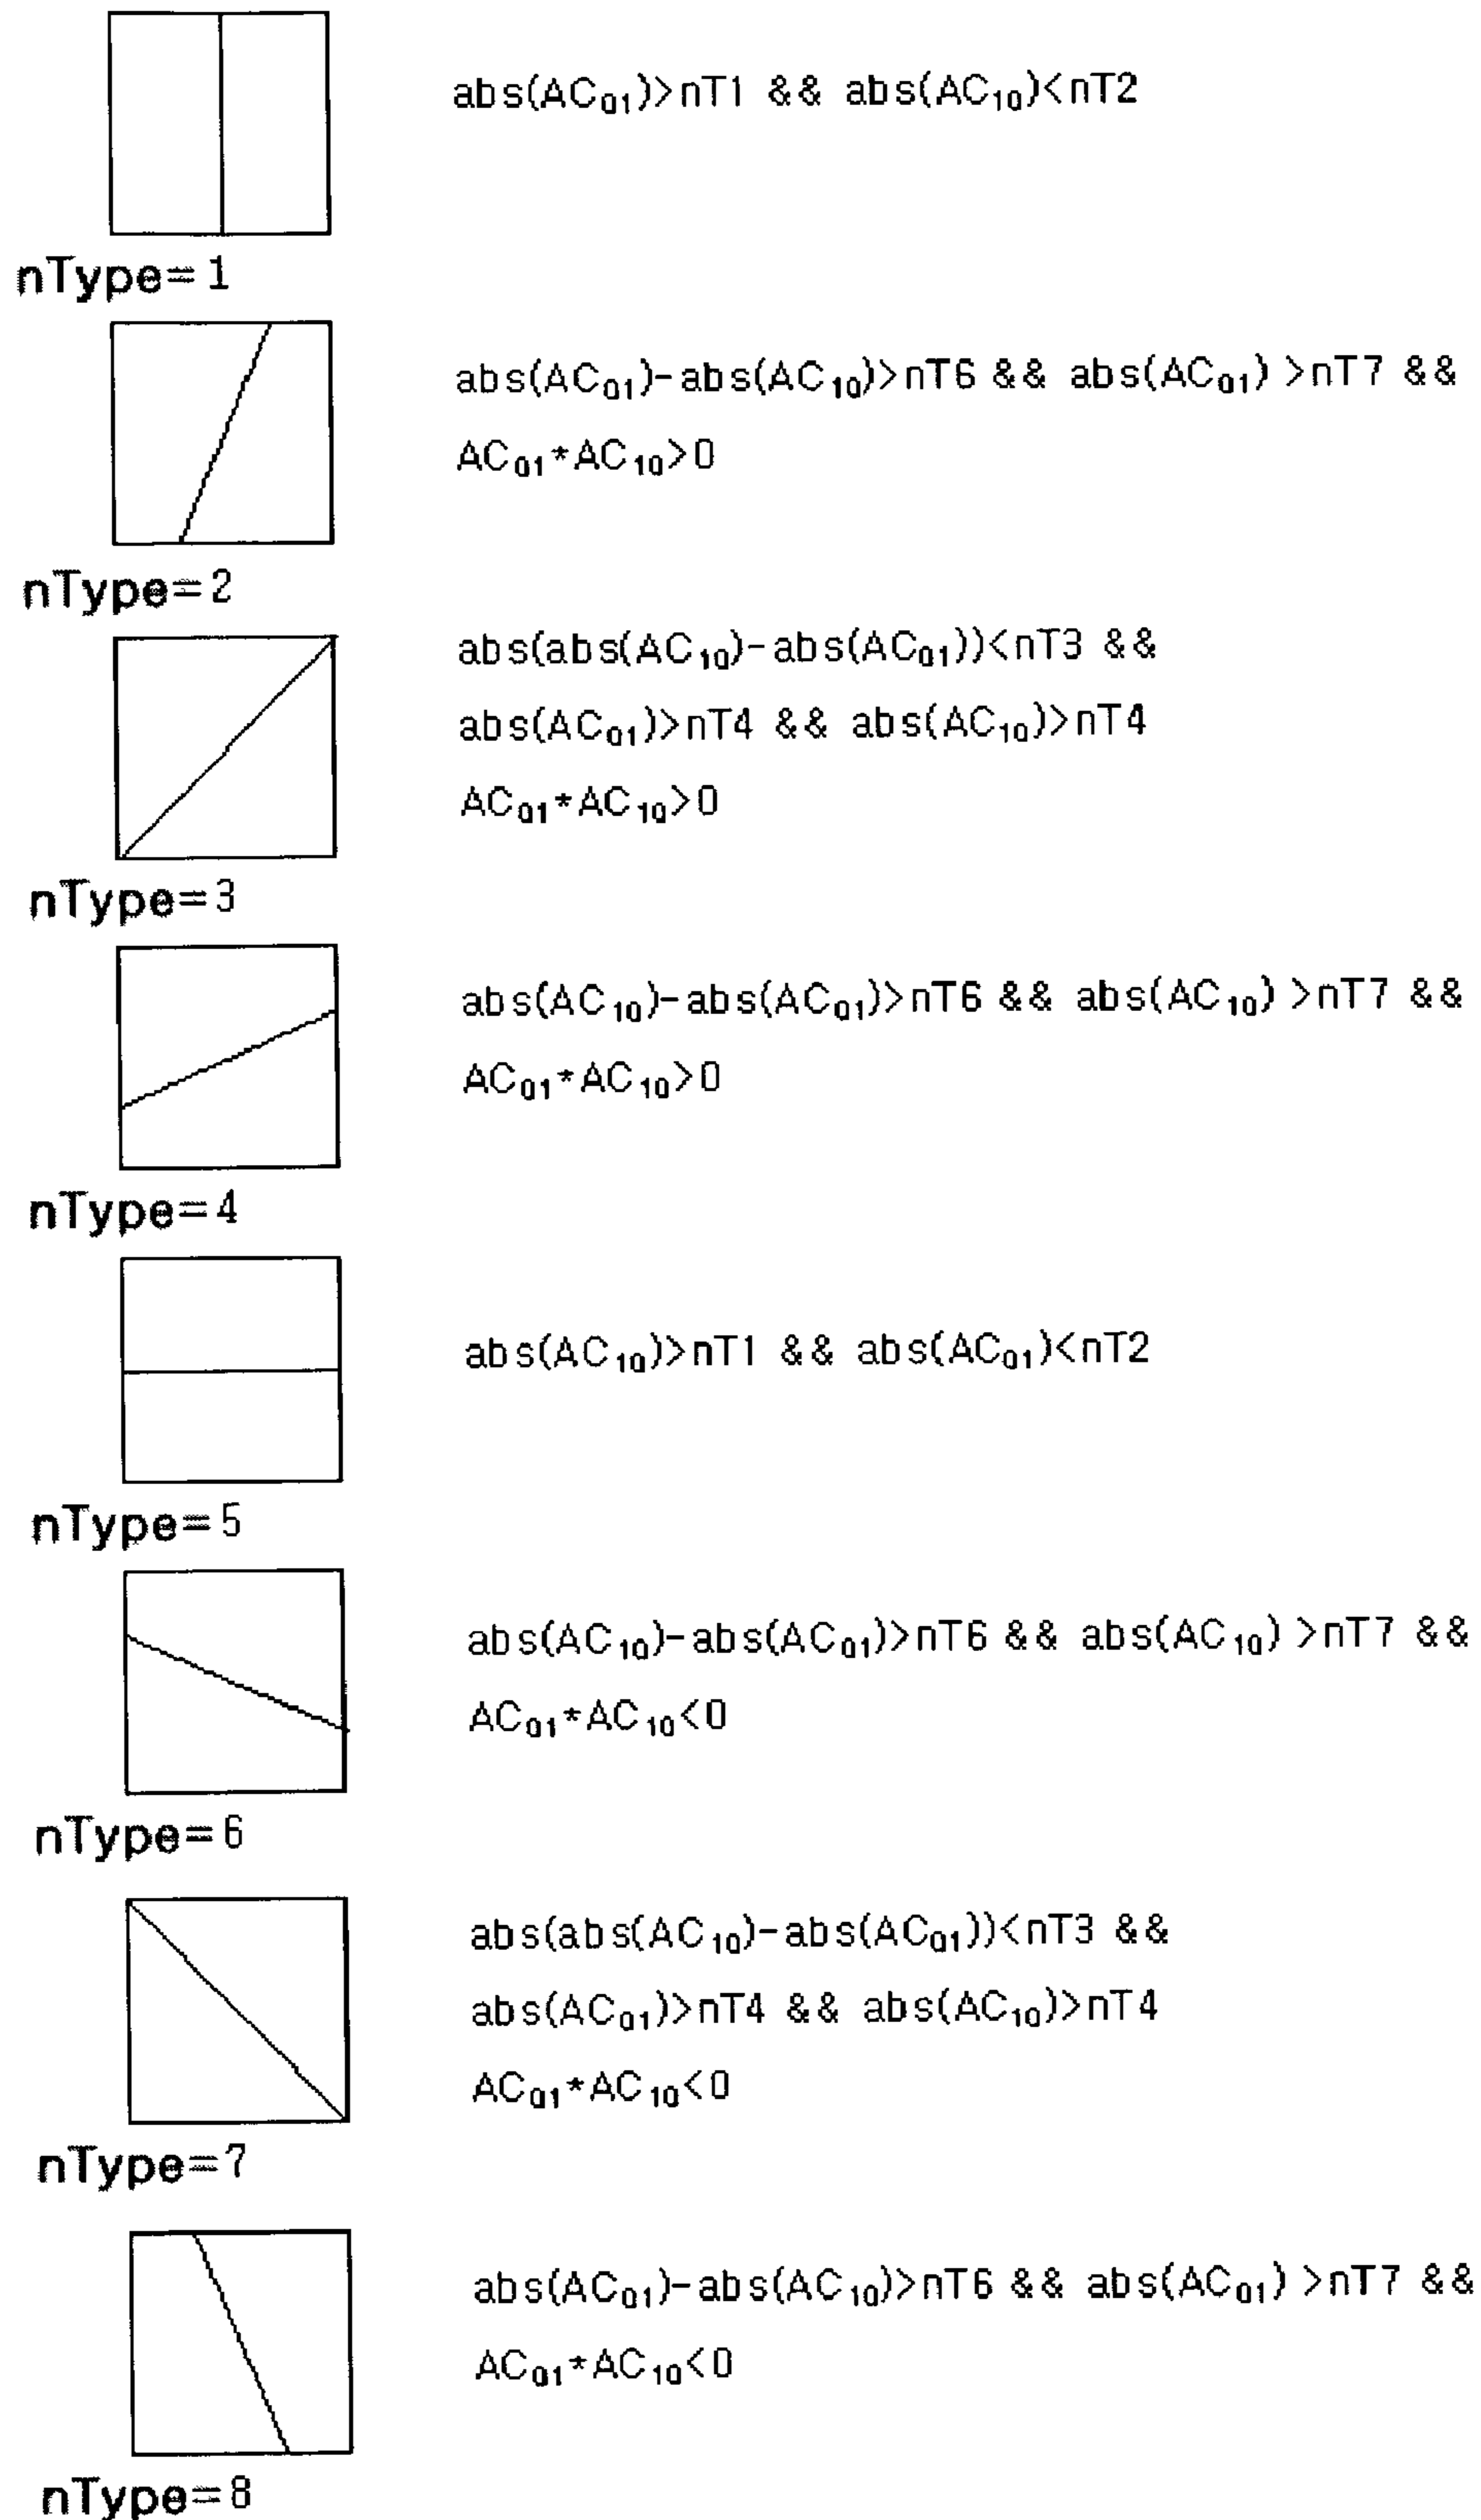 abs(AC₀₁)>nT1 && abs(AC₁₀)<nT2
nType=1
abs(AC₀₁)-abs(AC₁₀)>nT6 && abs(AC₀₁) >nT7 &&
AC₀₁*AC₁₀>0
nType=2
abs(abs(AC₁₀)-abs(AC₀₁))<nT3 &&
abs(AC₀₁)>nT4 && abs(AC₁₀)>nT4
AC₀₁*AC₁₀>0
nType=3
abs(AC₁₀)-abs(AC₀₁)>nT6 && abs(AC₁₀) >nT7 &&
AC₀₁*AC₁₀>0
nType=4
abs(AC₁₀)>nT1 && abs(AC₀₁)<nT2
nType=5
abs(AC₁₀)-abs(AC₀₁)>nT6 && abs(AC₁₀) >nT7 &&
AC₀₁*AC₁₀<0
nType=6
abs(abs(AC₁₀)-abs(AC₀₁))<nT3 &&
abs(AC₀₁)>nT4 && abs(AC₁₀)>nT4
AC₀₁*AC₁₀<0
nType=7
abs(AC₀₁)-abs(AC₁₀)>nT6 && abs(AC₀₁) >nT7 &&
AC₀₁*AC₁₀<0
nType=8